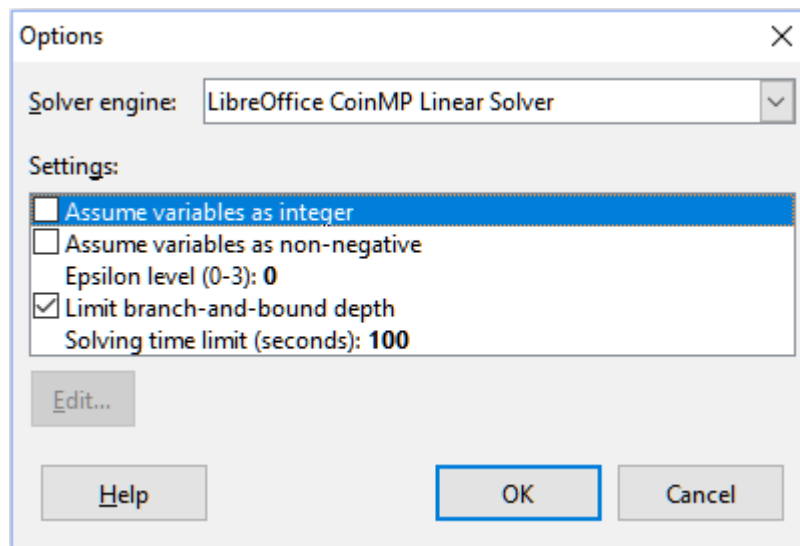 Options
Solver engine: LibreOffice CoinMP Linear Solver
Settings:
Assume variables as integer
Assume variables as non-negative
Epsilon level (0-3): 0
Limit branch-and-bound depth
Solving time limit (seconds): 100
Edit...
Help OK Cancel